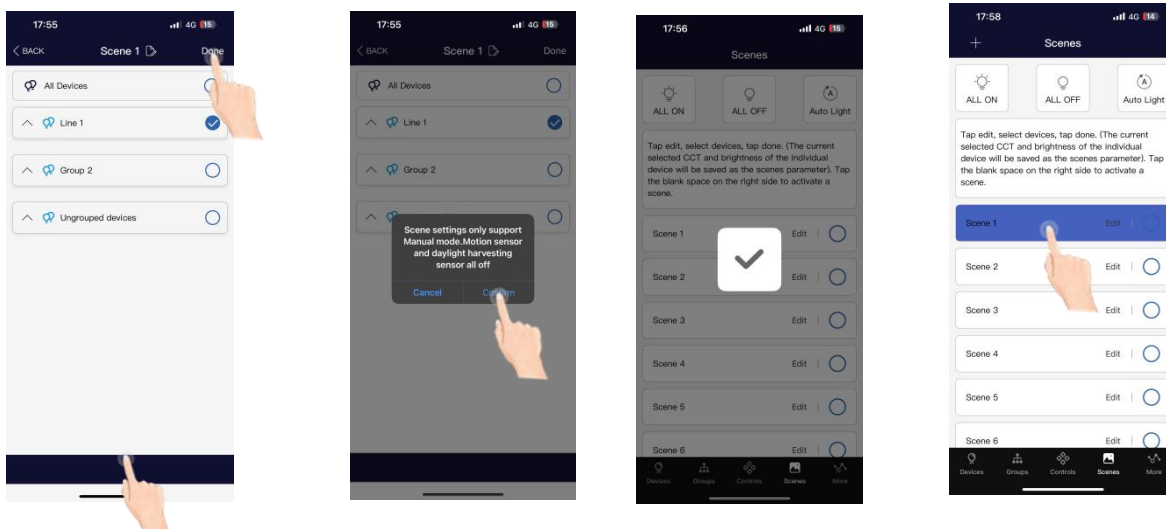 17:55
4G 15
BACK
Scene 1
Done
All Devices
Line 1
Group 2
Ungrouped devices
17:55
4G 15
BACK
Scene 1
Done
All Devices
Line 1
Group 2
Scene settings only support
Manual mode.Motion sensor
and daylight harvesting
sensor all off
Cancel
Confirm
17:56
4G 15
Scenes
ALL ON
ALL OFF
Auto Light
Tap edit, select devices, tap done. (The current
selected CCT and brightness of the individual
device will be saved as the scenes parameter). Tap
the blank space on the right side to activate a
scene.
Scene 1 Edit
Scene 2 Edit
Scene 3 Edit
Scene 4 Edit
Scene 5 Edit
Scene 6 Edit
Devices Groups Controls Scenes More
17:58
4G 14
+ Scenes
A
ALL ON
ALL OFF
Auto Light
Tap edit, select devices, tap done. (The current
selected CCT and brightness of the individual
device will be saved as the scenes parameter). Tap
the blank space on the right side to activate a
scene.
Scene 1 Edit
Scene 2 Edit
Scene 3 Edit
Scene 4 Edit
Scene 5 Edit
Scene 6 Edit
Devices Groups Controls Scenes More